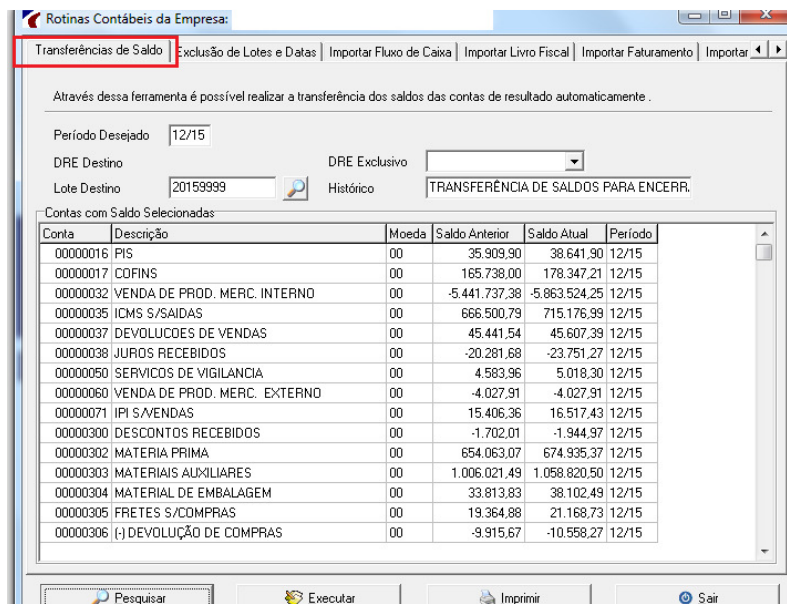 Rotinas Contábeis da Empresa:
Transferências de Saldo Exclusão de Lotes e Datas Importar Fluxo de Caixa Importar Livro Fiscal Importar Faturamento Importar
Através dessa ferramenta é possível realizar a transferência dos saldos das contas de resultado automaticamente .
Período Desejado 12/15
DRE Destino DRE Exclusivo
Lote Destino 20159999 Histórico TRANSFERÊNCIA DE SALDOS PARA ENCERR.
Contas com Saldo Selecionadas
Conta Descrição Moeda Saldo Anterior Saldo Atual Período
00000016 PIS 00 35.909,90 38.641,90 12/15
00000017 COFINS 00 165.738,00 178.347,21 12/15
00000032 VENDA DE PROD. MERC. INTERNO 00 -5.441.737,38 -5.863.524,25 12/15
00000035 ICMS S/SAIDAS 00 666.500,79 715.176,99 12/15
00000037 DEVOLUCOES DE VENDAS 00 45.441,54 45.607,39 12/15
00000038 JUROS RECEBIDOS 00 -20.281,68 -23.751,27 12/15
00000050 SERVICOS DE VIGILANCIA 00 4.583,96 5.018,30 12/15
00000060 VENDA DE PROD. MERC. EXTERNO 00 -4.027,91 -4.027,91 12/15
00000071 IPI S/VENDAS 00 15.406,36 16.517,43 12/15
00000300 DESCONTOS RECEBIDOS 00 -1.702,01 -1.944,97 12/15
00000302 MATERIA PRIMA 00 654.063,07 674.935,37 12/15
00000303 MATERIAIS AUXILIARES 00 1.006.021,49 1.058.820,50 12/15
00000304 MATERIAL DE EMBALAGEM 00 33.813,83 38.102,49 12/15
00000305 FRETES S/COMPRAS 00 19.364,88 21.168,73 12/15
00000306 (-) DEVOLUÇÃO DE COMPRAS 00 -9.915,67 -10.558,27 12/15
Pesquisar Executar Imprimir Sair